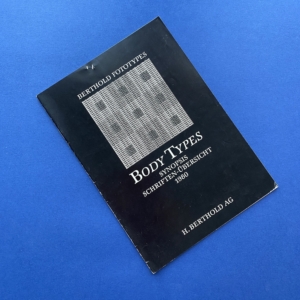 BERTHOLD FOTOTYPES
BODY TYPES
SYNOPSIS
SCHRIFTEN-ÜBERSICHT
1980
H. BERTHOLD AG